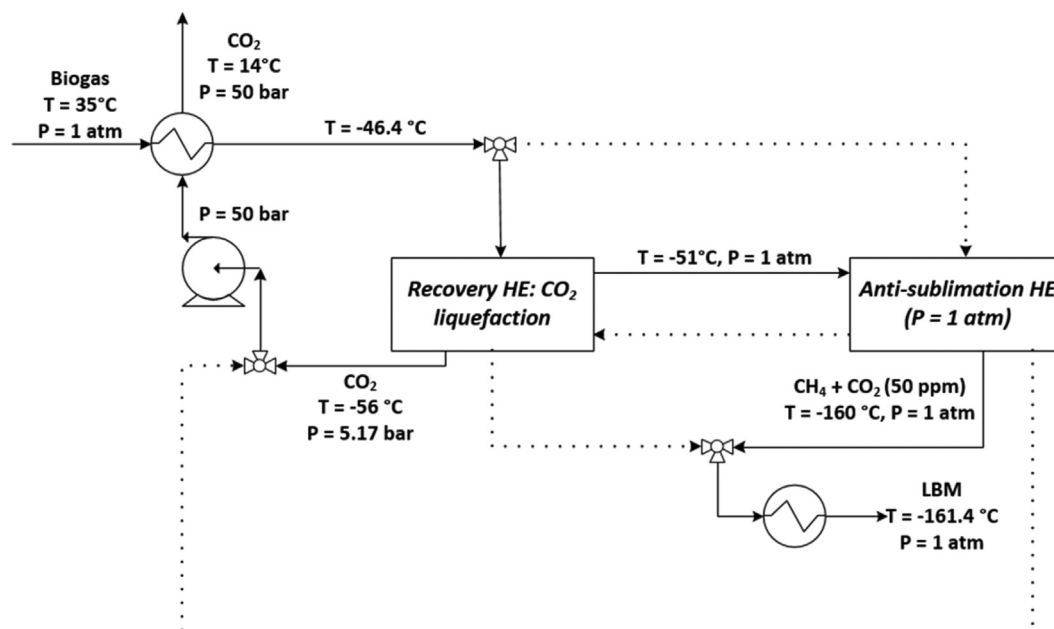 CO₂
T = 14°C
P = 50 bar
Biogas
T = 35°C
P = 1 atm
T = -46.4 °C
P = 50 bar
T = -51°C, P = 1 atm
Recovery HE: CO₂
liquefaction
Anti-sublimation HE
(P = 1 atm)
CO₂
T = -56 °C
P = 5.17 bar
CH₄ + CO₂ (50 ppm)
T = -160 °C, P = 1 atm
LBM
T = -161.4 °C
P = 1 atm